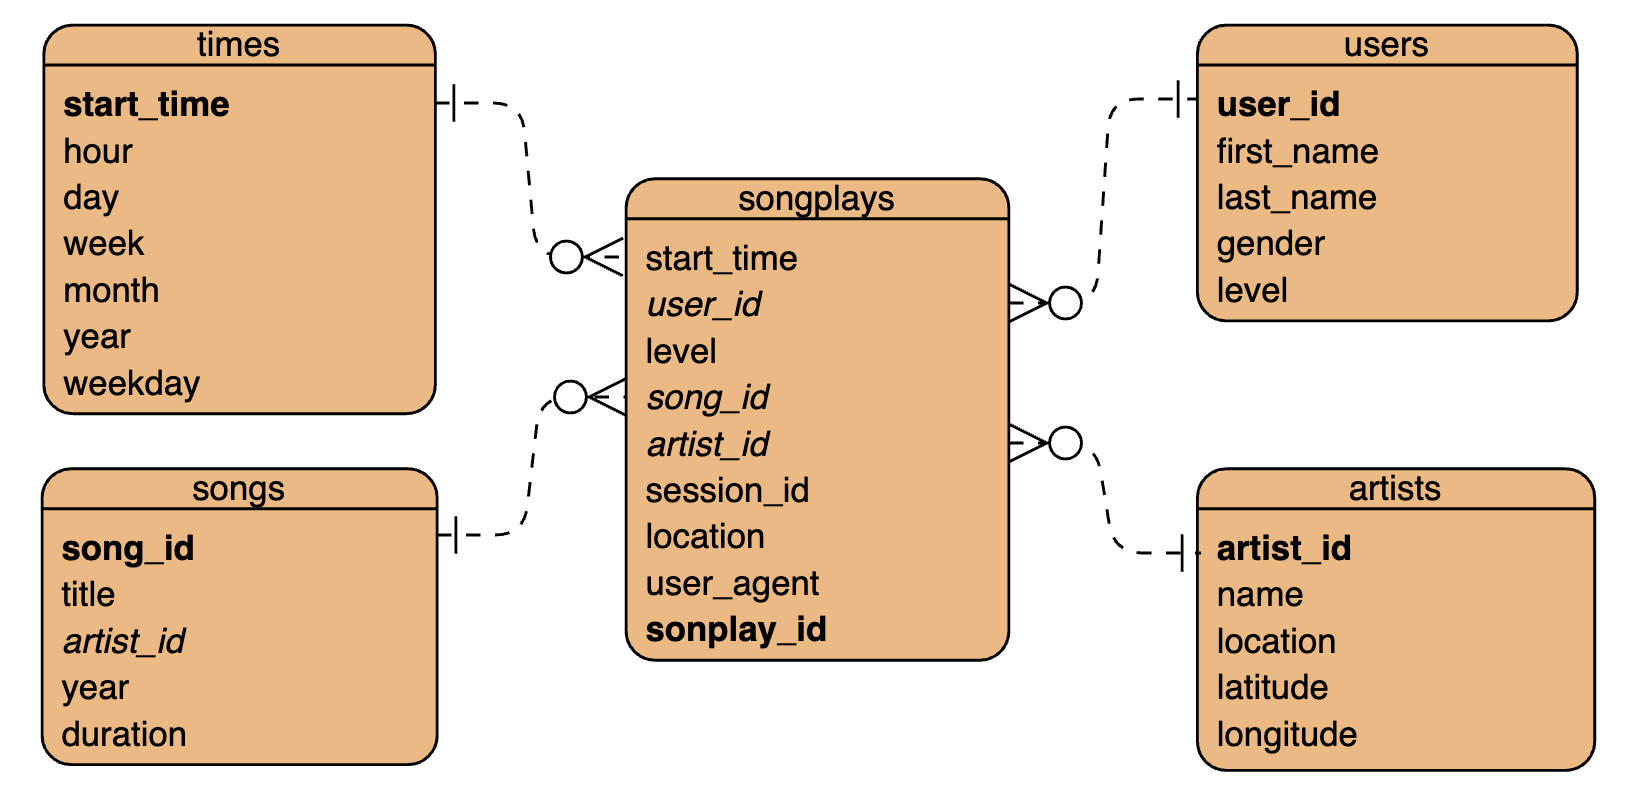 times
start_time
hour
day
week
month
year
weekday
songs
song_id
title
artist_id
year
duration
songplays
start_time
user_id
level
song_id
artist_id
session_id
location
user_agent
sonplay_id
users
user_id
first_name
last_name
gender
level
artists
artist_id
name
location
latitude
longitude